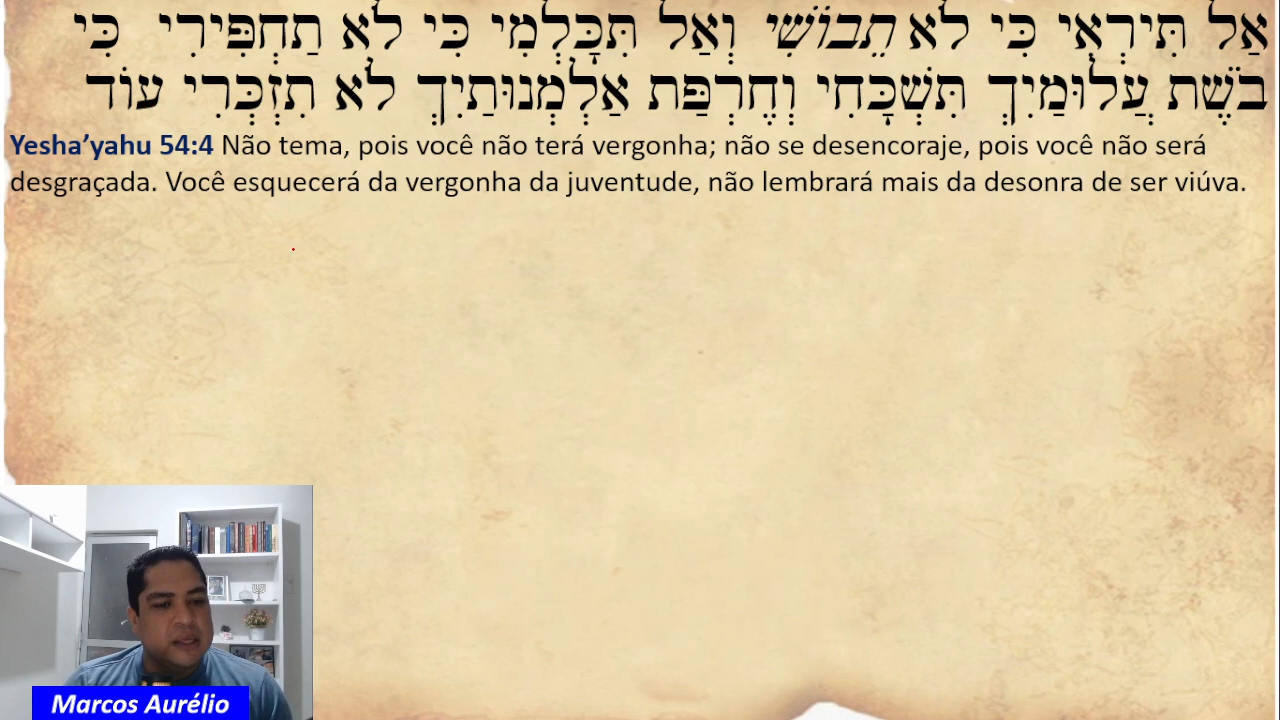 אַל תִּירְאִי כִּי לֹא תֵבוֹשִׁי וְאַל תִּכָּלְמִי כִּי לֹא תַחְפִּירִי כִּי
בֹשֶׁת עֲלוּמַיִךְ תִּשְׁכָּחִי וְחֶרְפַּת אַלְמְנוּתַיִךְ לֹא תִזְכְּרִי עוֹד
Yesha’yahu 54:4 Não tema, pois você não terá vergonha; não se desencoraje, pois você não será
desgraçada. Você esquecerá da vergonha da juventude, não lembrará mais da desonra de ser viúva.
Marcos Aurélio